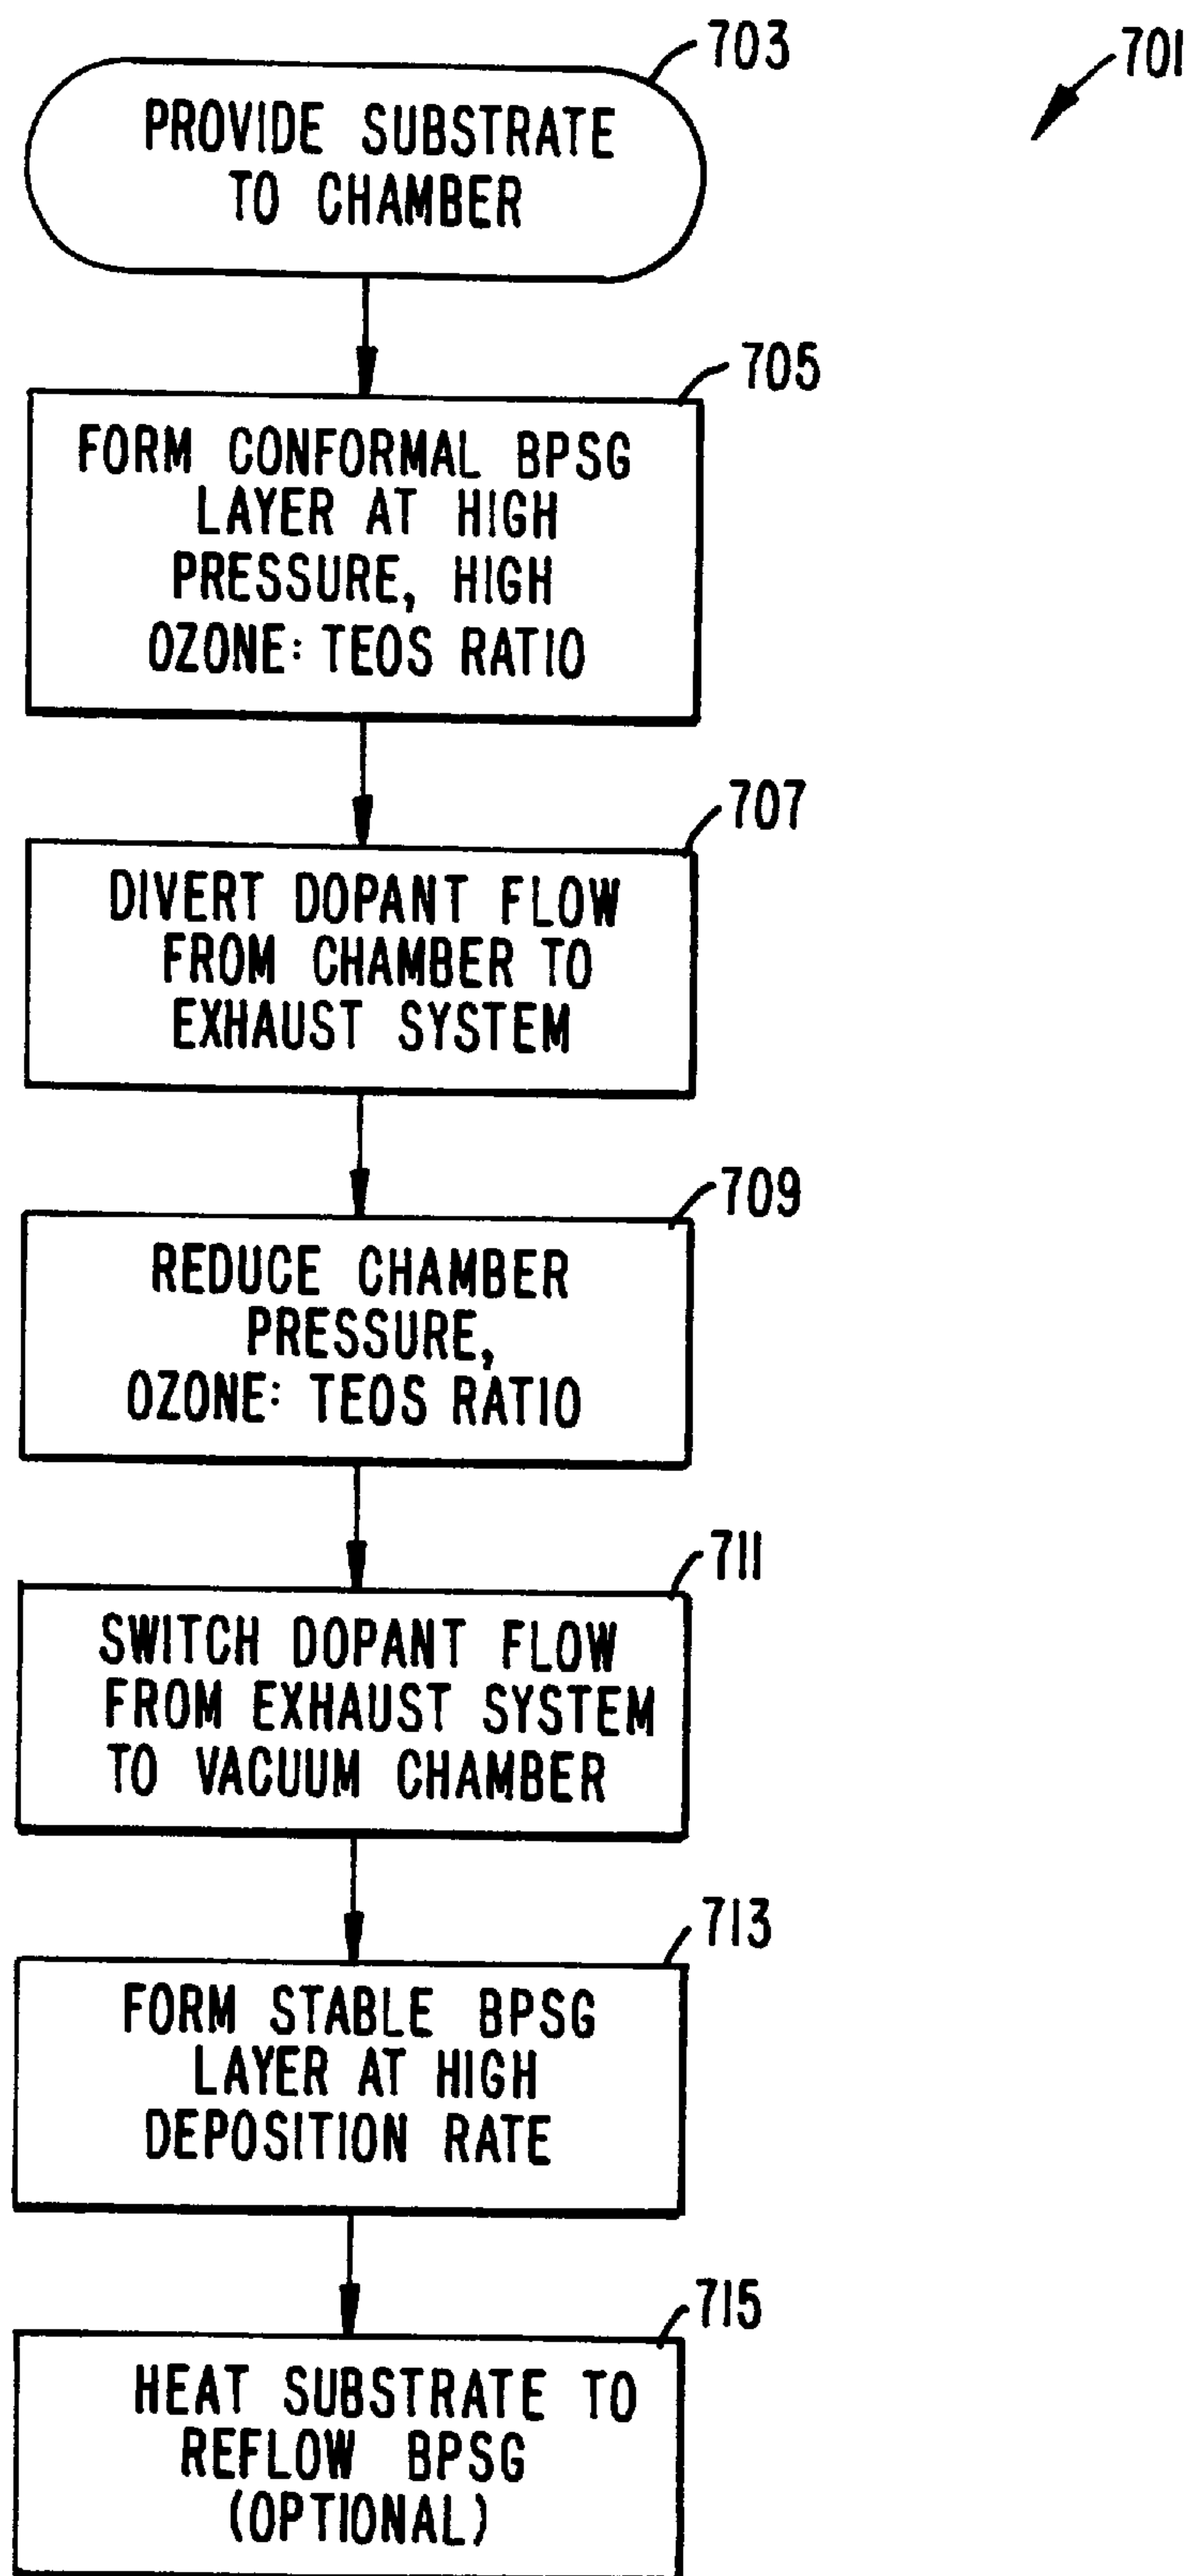 703
701
PROVIDE SUBSTRATE
TO CHAMBER
705
FORM CONFORMAL BPSG
LAYER AT HIGH
PRESSURE, HIGH
OZONE: TEOS RATIO
707
DIVERT DOPANT FLOW
FROM CHAMBER TO
EXHAUST SYSTEM
709
REDUCE CHAMBER
PRESSURE,
OZONE: TEOS RATIO
711
SWITCH DOPANT FLOW
FROM EXHAUST SYSTEM
TO VACUUM CHAMBER
713
FORM STABLE BPSG
LAYER AT HIGH
DEPOSITION RATE
715
HEAT SUBSTRATE TO
REFLOW BPSG
(OPTIONAL)